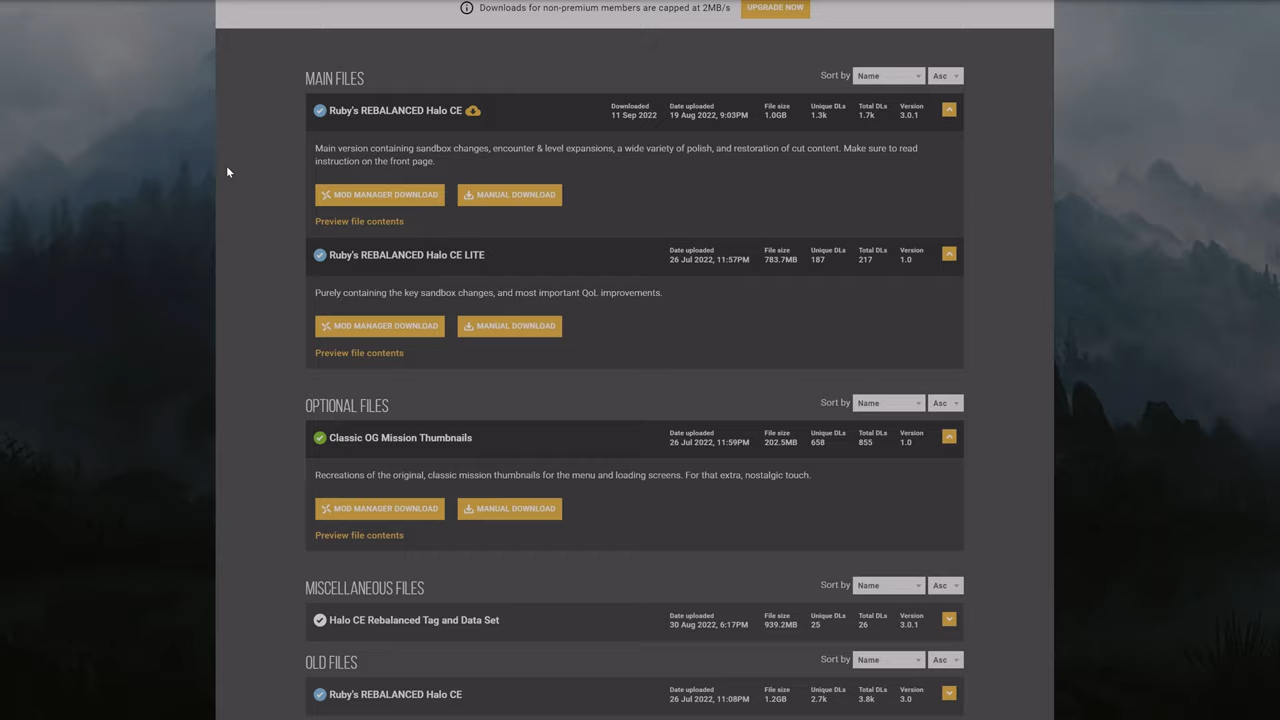 Downloads for non-premium members are capped at 2MB/s UPGRADE NOW
MAIN FILES Sort by Name Asc
Ruby's REBALANCED Halo CE Downloaded 11 Sep 2022 Date uploaded 19 Aug 2022, 9:03PM File size 1.0GB Unique DLs 1.3k Total DLs 1.7k Version 3.0.1
Main version containing sandbox changes, encounter & level expansions, a wide variety of polish, and restoration of cut content. Make sure to read
instruction on the front page.
MOD MANAGER DOWNLOAD MANUAL DOWNLOAD
Preview file contents
Ruby's REBALANCED Halo CE LITE Date uploaded 26 Jul 2022, 11:57PM File size 783.7MB Unique DLs 187 Total DLs 217 Version 1.0
Purely containing the key sandbox changes, and most important QoL improvements.
MOD MANAGER DOWNLOAD MANUAL DOWNLOAD
Preview file contents
OPTIONAL FILES Sort by Name Asc
Classic OG Mission Thumbnails Date uploaded 26 Jul 2022, 11:59PM File size 202.5MB Unique DLs 658 Total DLs 855 Version 1.0
Recreations of the original, classic mission thumbnails for the menu and loading screens. For that extra, nostalgic touch.
MOD MANAGER DOWNLOAD MANUAL DOWNLOAD
Preview file contents
MISCELLANEOUS FILES Sort by Name Asc
Halo CE Rebalanced Tag and Data Set Date uploaded 30 Aug 2022, 6:17PM File size 939.2MB Unique DLs 25 Total DLs 26 Version 3.0.1
OLD FILES Sort by Name Asc
Ruby's REBALANCED Halo CE Date uploaded 26 Jul 2022, 11:08PM File size 1.2GB Unique DLs 2.7k Total DLs 3.8k Version 3.0